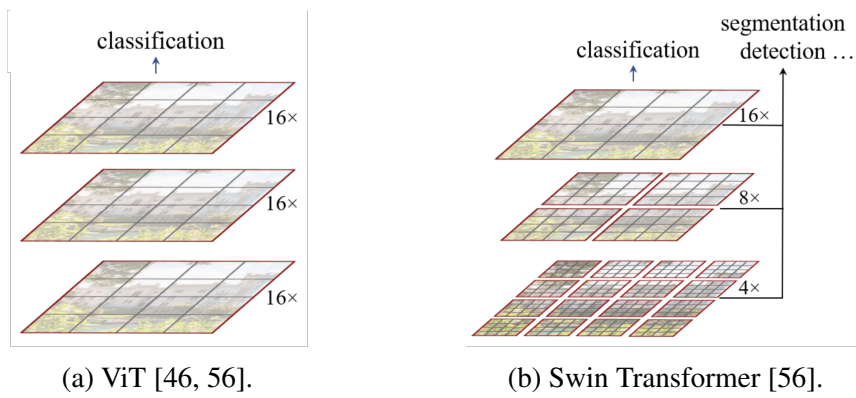 classification
16×
16×
16×
(a) ViT [46, 56].
segmentation
detection ...
classification
16×
8×
4×
(b) Swin Transformer [56].